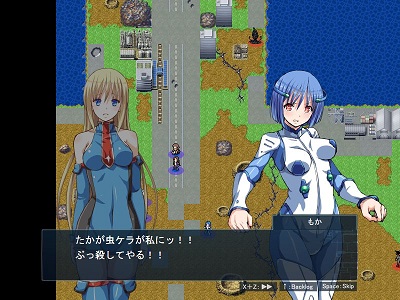 もか
たかが虫ケラが私にッ！！
ぶっ殺してやる！！
X+Z: ▶▶
↑:Backlog
Space:Skip